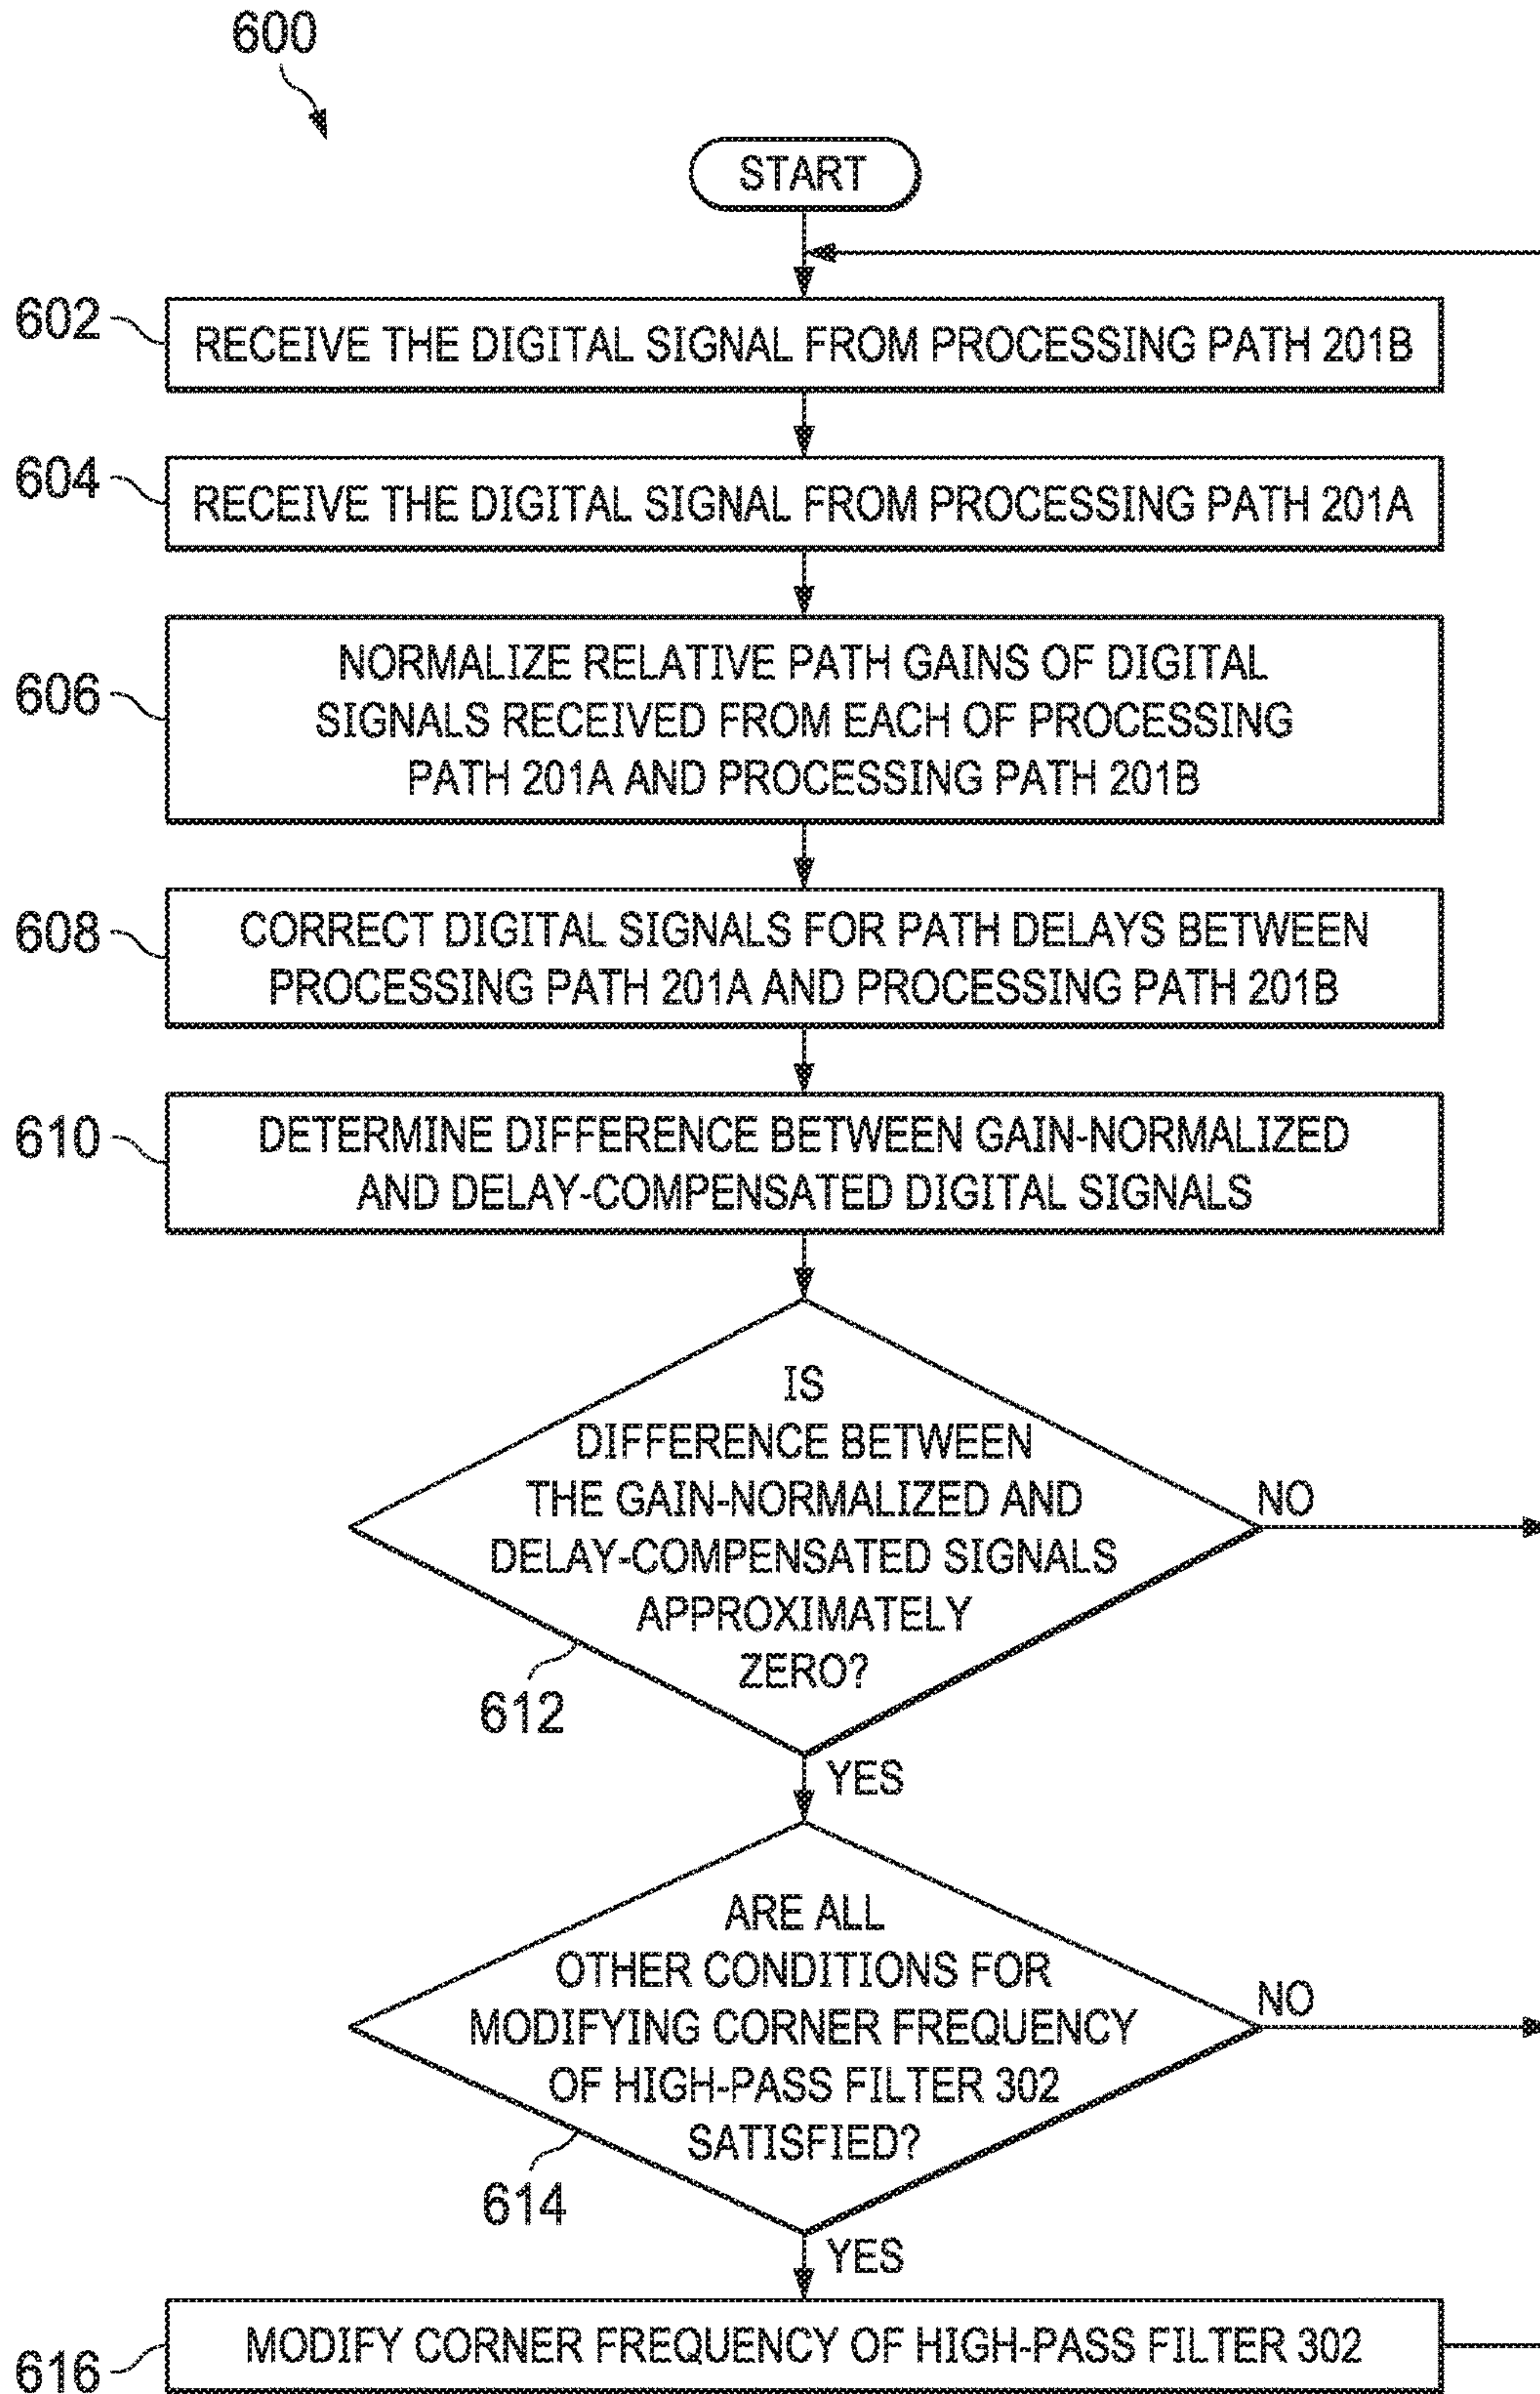 600
START
602
RECEIVE THE DIGITAL SIGNAL FROM PROCESSING PATH 201B
604
RECEIVE THE DIGITAL SIGNAL FROM PROCESSING PATH 201A
606
NORMALIZE RELATIVE PATH GAINS OF DIGITAL
SIGNALS RECEIVED FROM EACH OF PROCESSING
PATH 201A AND PROCESSING PATH 201B
608
CORRECT DIGITAL SIGNALS FOR PATH DELAYS BETWEEN
PROCESSING PATH 201A AND PROCESSING PATH 201B
610
DETERMINE DIFFERENCE BETWEEN GAIN-NORMALIZED
AND DELAY-COMPENSATED DIGITAL SIGNALS
IS
DIFFERENCE BETWEEN
THE GAIN-NORMALIZED AND
DELAY-COMPENSATED SIGNALS
APPROXIMATELY
ZERO?
NO
612
YES
ARE ALL
OTHER CONDITIONS FOR
MODIFYING CORNER FREQUENCY
OF HIGH-PASS FILTER 302
SATISFIED?
NO
614
YES
616
MODIFY CORNER FREQUENCY OF HIGH-PASS FILTER 302